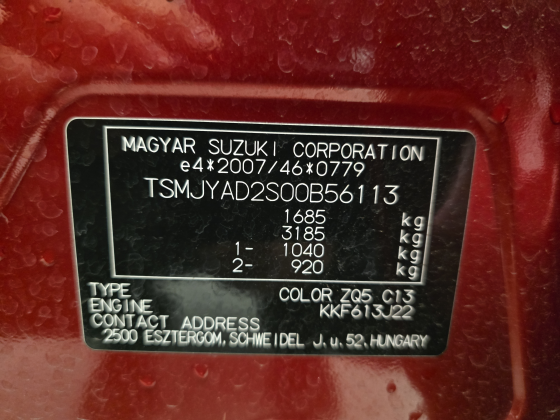 MAGYAR SUZUKI CORPORATION
e4*2007/46*0779
TSMJYAD2S00B56113
1685 kg
3185 kg
1- 1040 kg
2- 920 kg
TYPE COLOR ZQ5 C13
ENGINE KKF613J22
CONTACT ADDRESS
2500 ESZTERGOM, SCHWEIDEL J. u. 52, HUNGARY